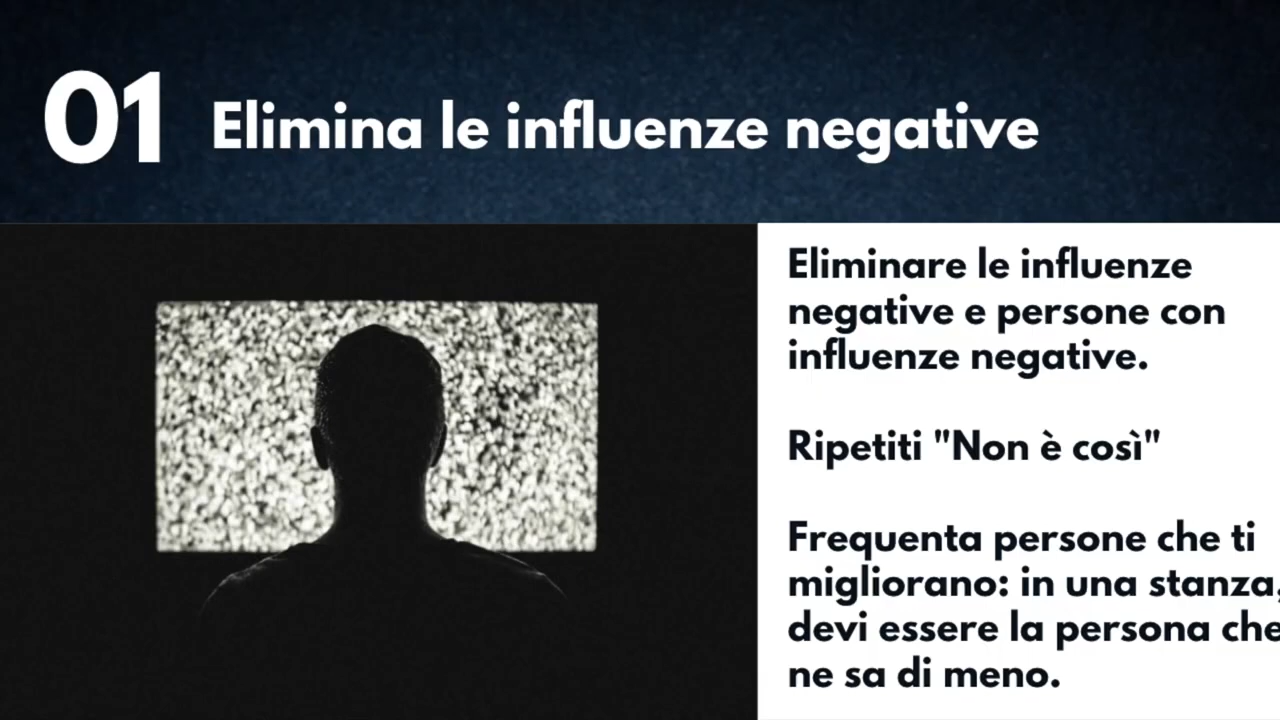 01 Elimina le influenze negative
Eliminare le influenze
negative e persone con
influenze negative.
Ripetiti "Non è così"
Frequenta persone che ti
migliorano: in una stanza,
devi essere la persona che
ne sa di meno.